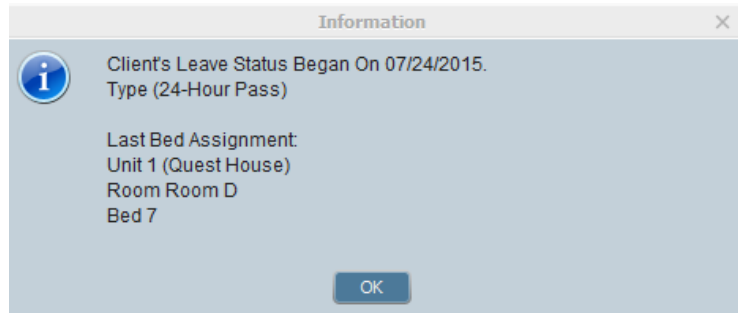 Information
Client's Leave Status Began On 07/24/2015.
Type (24-Hour Pass)
Last Bed Assignment:
Unit 1 (Quest House)
Room Room D
Bed 7
OK